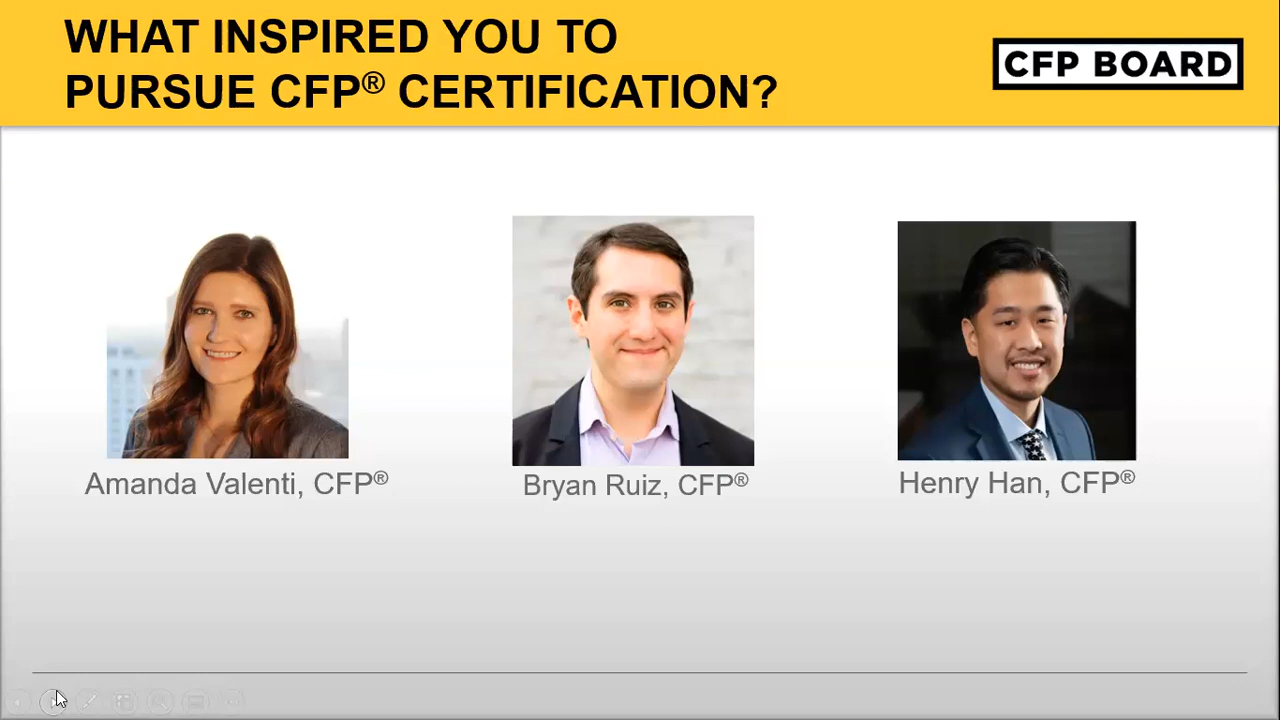 WHAT INSPIRED YOU TO
PURSUE CFP® CERTIFICATION?
CFP BOARD
Amanda Valenti, CFP®
Bryan Ruiz, CFP®
Henry Han, CFP®